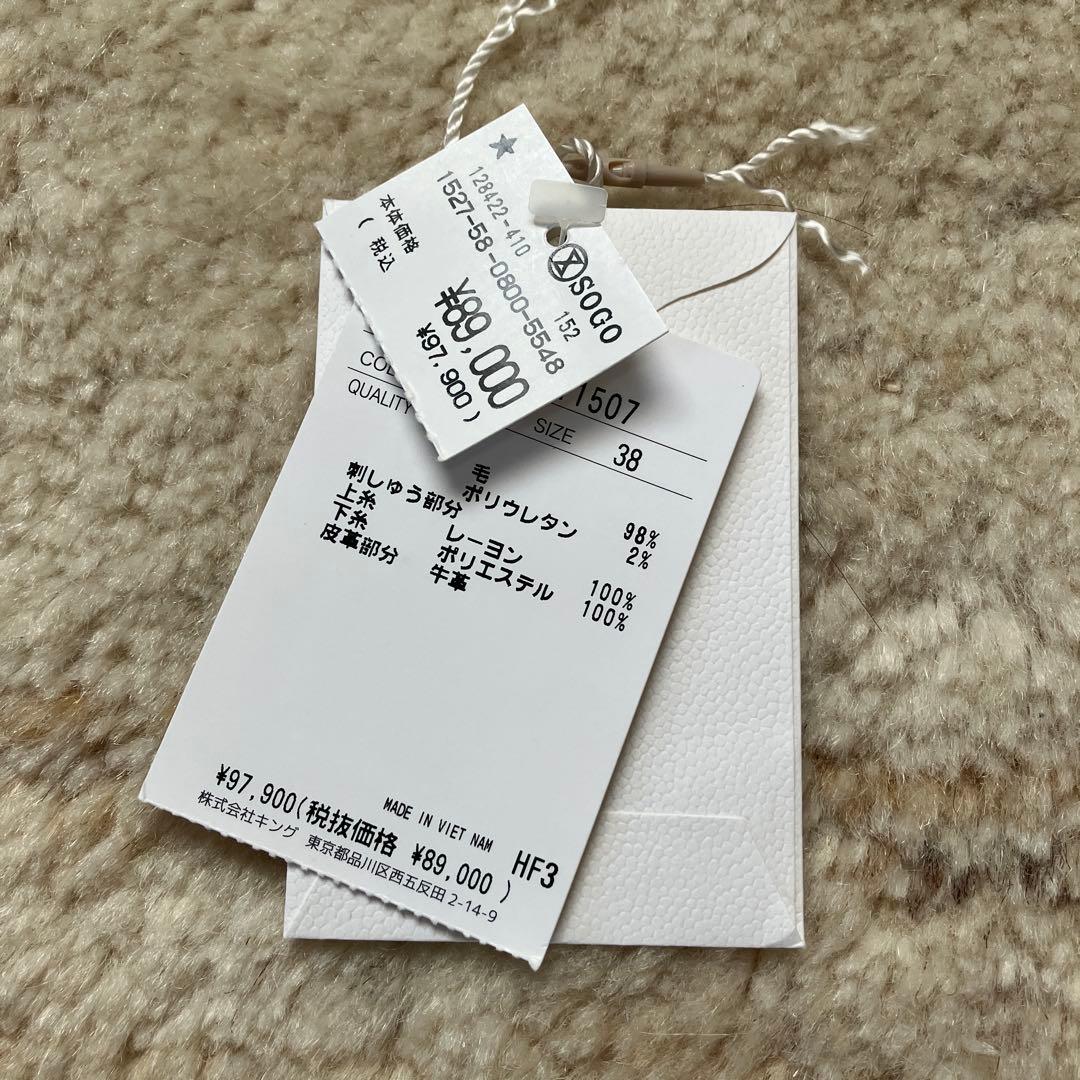 128422-410
SOGO
1527-58-0800-5548
152
本体価格 ¥89,000
( 税込 ¥97,900)
1507
QUALITY SIZE 38
毛 98%
ポリウレタン 2%
刺しゅう部分
上糸 レーヨン 100%
下糸 ポリエステル 100%
皮革部分 牛革
MADE IN VIET NAM
¥97,900(税抜価格 ¥89,000 ) HF3
株式会社キング 東京都品川区西五反田 2-14-9